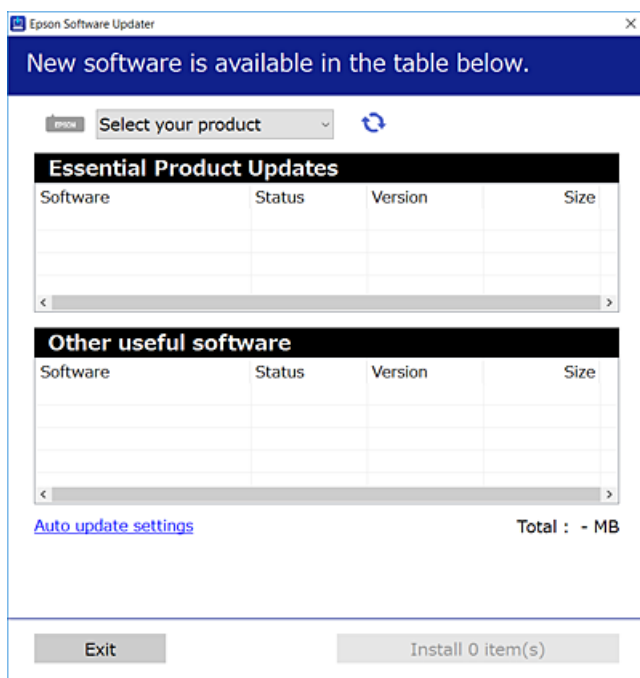 Epson Software Updater
New software is available in the table below.
EPSON Select your product
Essential Product Updates
Software Status Version Size
Other useful software
Software Status Version Size
Auto update settings Total : - MB
Exit Install 0 item(s)